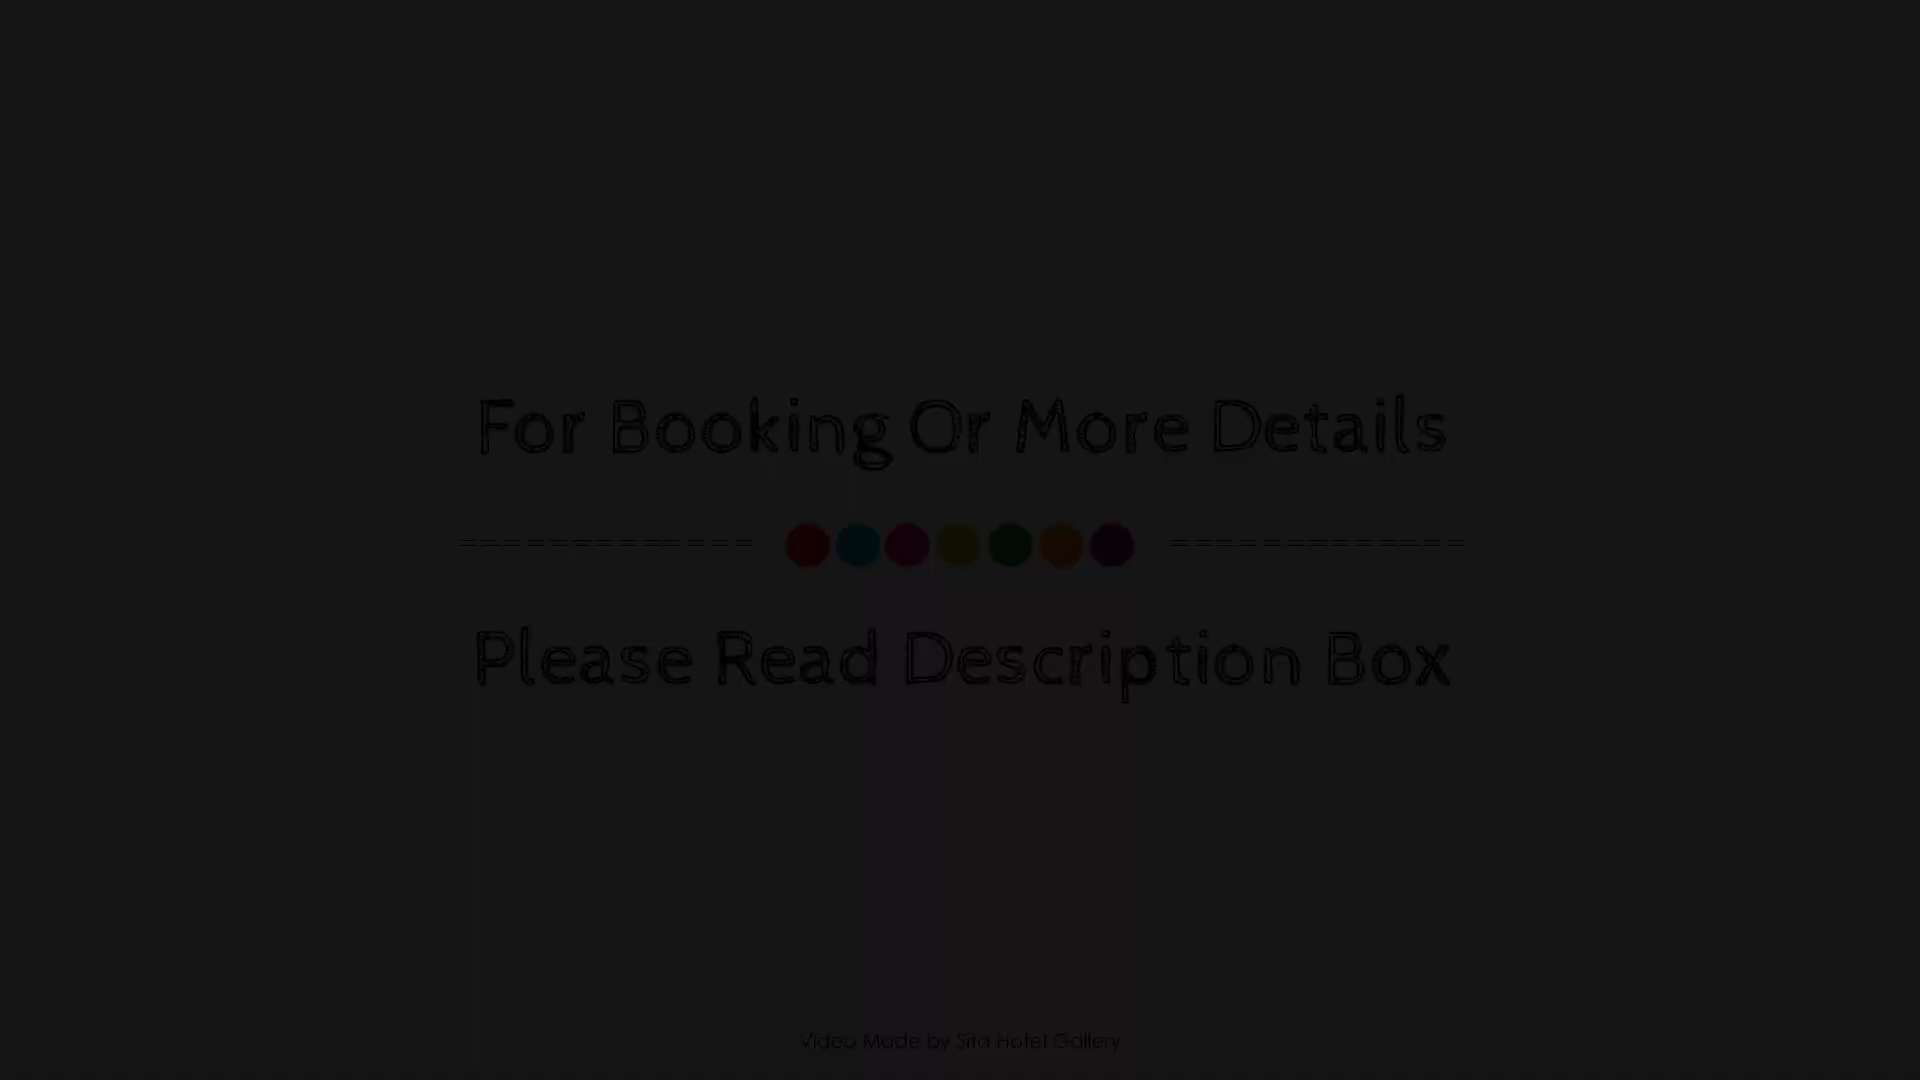 For Booking Or More Details
============= =============
Please Read Description Box
Video Made by Sita Hotel Gallery